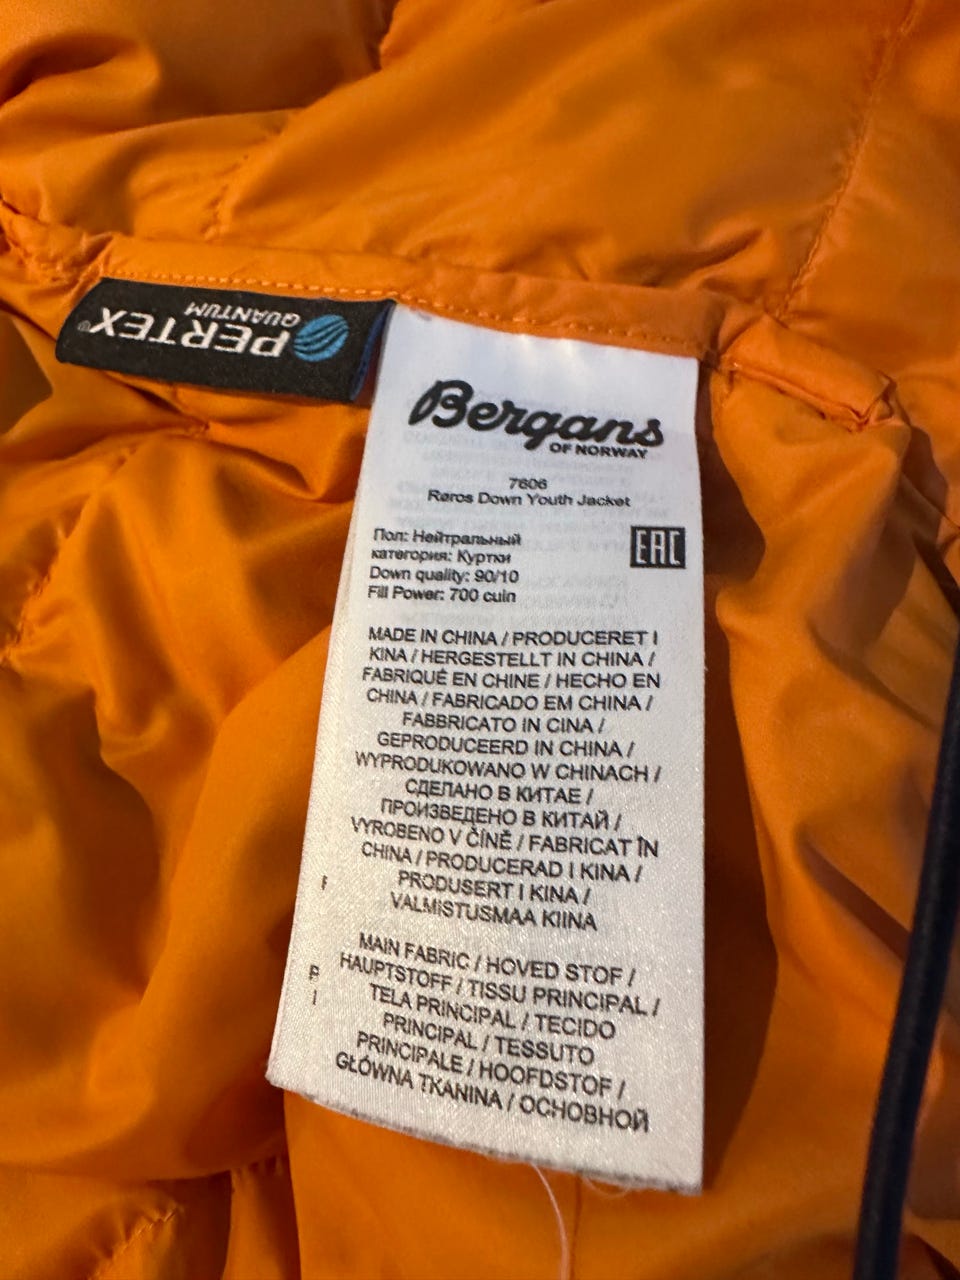 PERTEX®
QUANTUM
Bergans
OF NORWAY
7606
Røros Down Youth Jacket
Пол: Нейтральный
категория: Куртки
Down quality: 90/10
Fill Power: 700 cuin
EAC
MADE IN CHINA / PRODUCERET I
KINA / HERGESTELLT IN CHINA /
FABRIQUÉ EN CHINE / HECHO EN
CHINA / FABRICADO EM CHINA /
FABBRICATO IN CINA /
GEPRODUCEERD IN CHINA /
WYPRODUKOWANO W CHINACH /
СДЕЛАНО В КИТАЕ /
ПРОИЗВЕДЕНО В КИТАЙ /
VYROBENO V ČÍNĚ / FABRICAT ÎN
CHINA / PRODUCERAD I KINA /
PRODUSERT I KINA /
VALMISTUSMAA KIINA
MAIN FABRIC / HOVED STOF /
HAUPTSTOFF / TISSU PRINCIPAL /
TELA PRINCIPAL / TECIDO
PRINCIPAL / TESSUTO
PRINCIPALE / HOOFDSTOF /
GŁÓWNA TKANINA / ОСНОВНОЙ